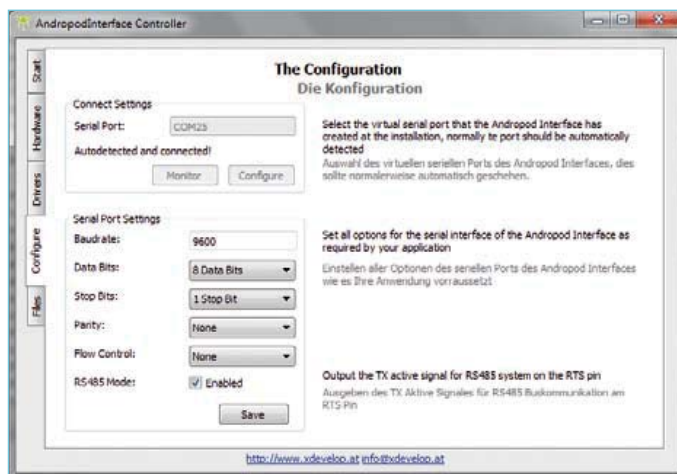 AndropodInterface Controller
Start
Hardware
Drivers
Configure
Files
The Configuration
Die Konfiguration
Connect Settings
Serial Port:
COM25
Autodetected and connected!
Monitor
Configure
Select the virtual serial port that the Andropod Interface has
created at the installation, normally te port should be automatically
detected
Auswahl des virtuellen seriellen Ports des Andropod Interfaces, dies
sollte normalerweise automatisch geschehen.
Serial Port Settings
Baudrate:
9600
Data Bits:
8 Data Bits
Stop Bits:
1 Stop Bit
Parity:
None
Flow Control:
None
RS485 Mode:
Enabled
Save
Set all options for the serial interface of the Andropod Interface as
required by your application
Einstellen aller Optionen des seriellen Ports des Andropod Interfaces
wie es Ihre Anwendung vorraussetzt
Output the TX active signal for RS485 system on the RTS pin
Ausgeben des TX Aktive Signales für RS485 Buskommunikation am
RTS Pin
http://www.xdevelop.at info@xdevelop.at